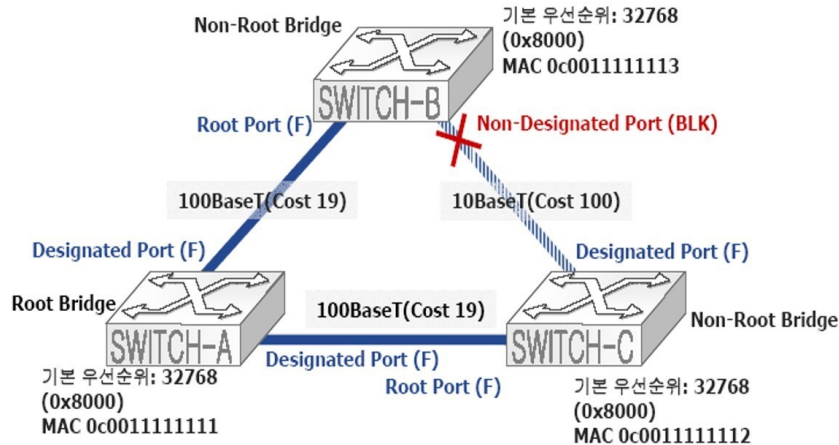 Non-Root Bridge
기본 우선순위: 32768
(0x8000)
MAC 0c0011111113
SWITCH-B
Root Port (F)
Non-Designated Port (BLK)
100BaseT(Cost 19)
10BaseT(Cost 100)
Designated Port (F)
Designated Port (F)
Root Bridge
100BaseT(Cost 19)
Non-Root Bridge
SWITCH-A
SWITCH-C
Designated Port (F)
Root Port (F)
기본 우선순위: 32768
(0x8000)
MAC 0c0011111111
기본 우선순위: 32768
(0x8000)
MAC 0c0011111112